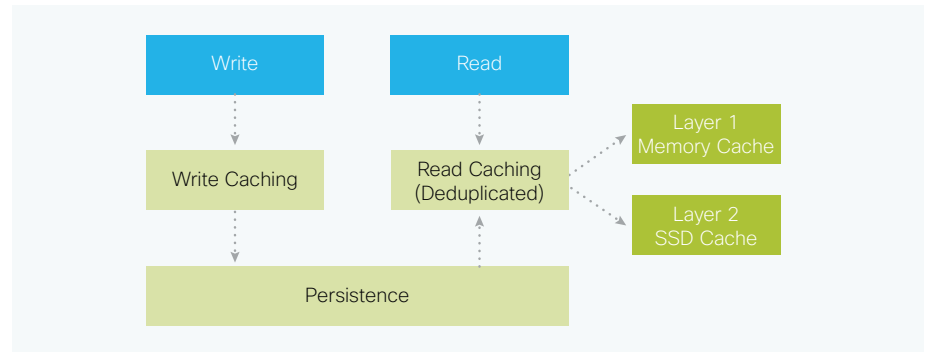 Write
Read
Layer 1
Memory Cache
Write Caching
Read Caching
(Deduplicated)
Layer 2
SSD Cache
Persistence